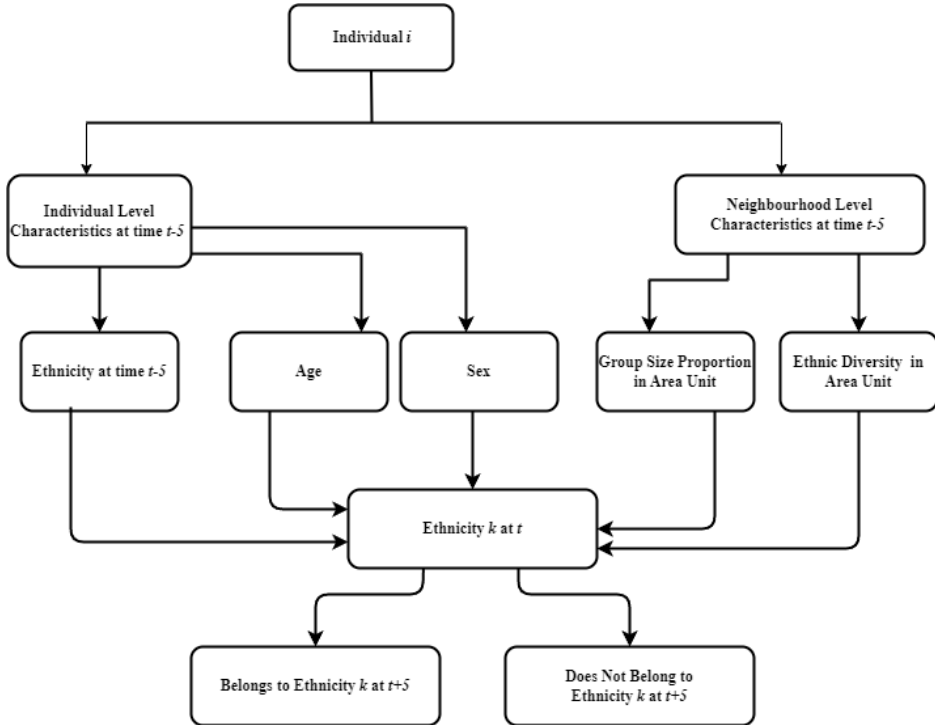 Individual i
Individual Level
Characteristics at time t-5
Neighbourhood Level
Characteristics at time t-5
Ethnicity at time t-5
Age
Sex
Group Size Proportion
in Area Unit
Ethnic Diversity in
Area Unit
Ethnicity k at t
Belongs to Ethnicity k at t+5
Does Not Belong to
Ethnicity k at t+5